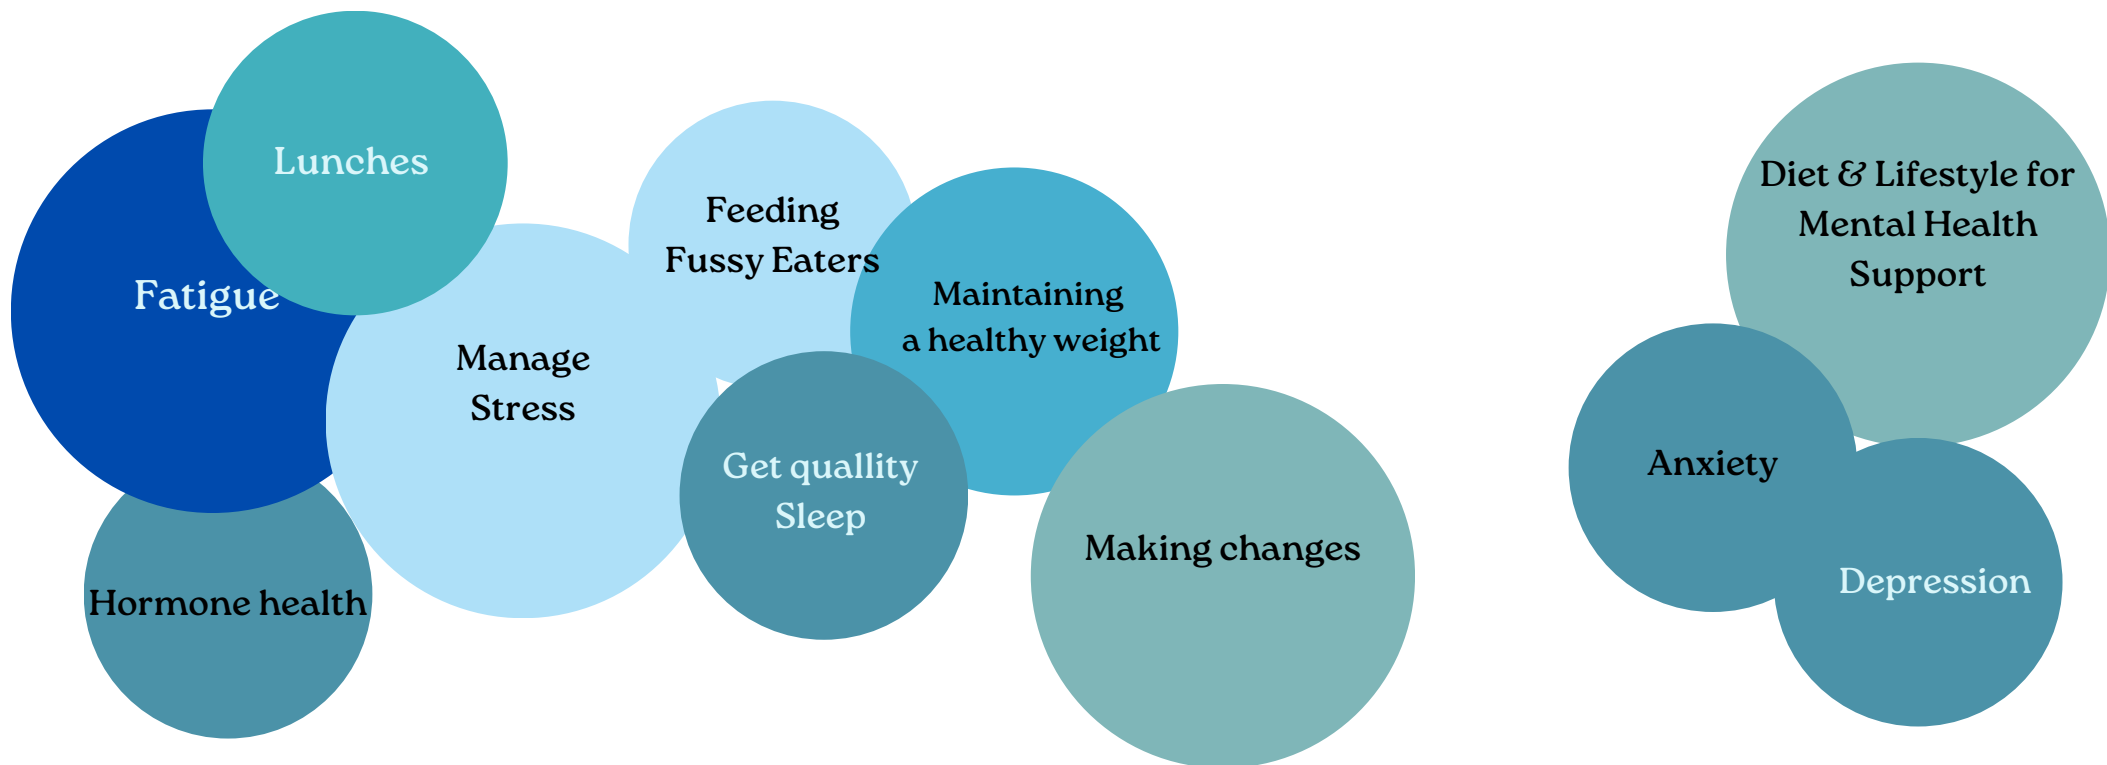 Lunches
Fatigue
Hormone health
Manage
Stress
Feeding
Fussy Eaters
Maintaining
a healthy weight
Get quallity
Sleep
Making changes
Diet & Lifestyle for
Mental Health
Support
Anxiety
Depression